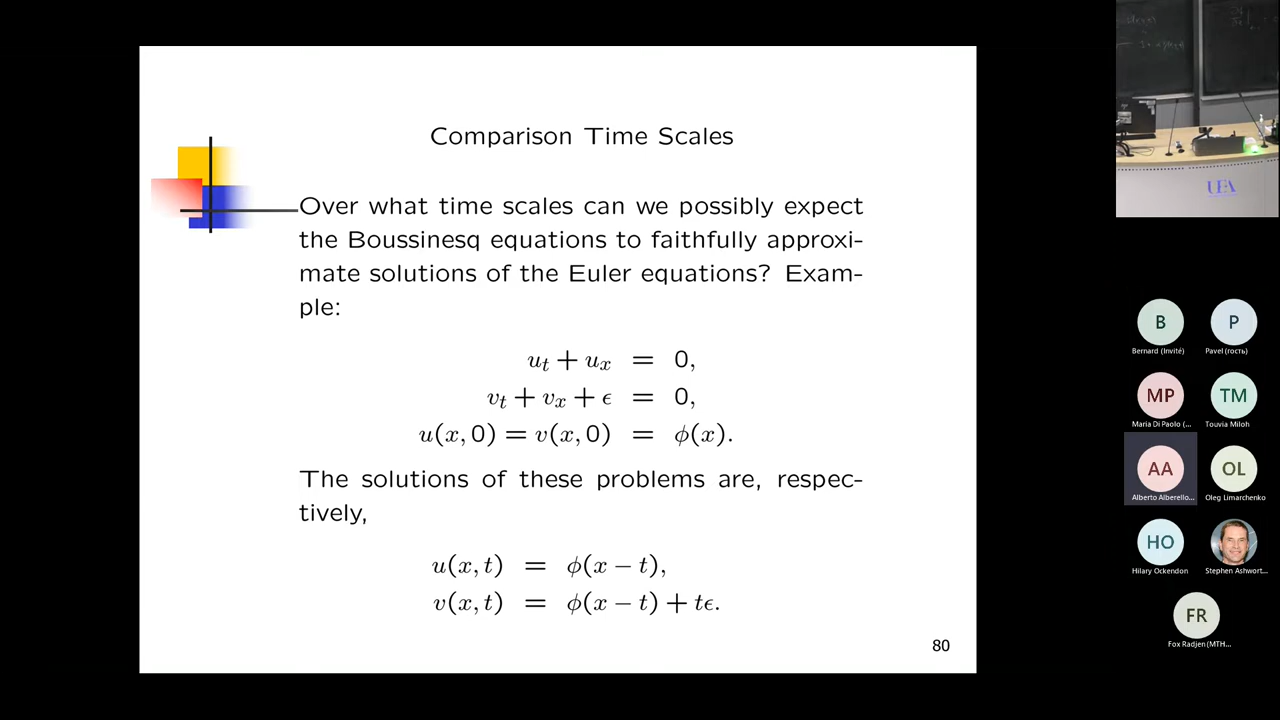 Comparison Time Scales
Over what time scales can we possibly expect
the Boussinesq equations to faithfully approxi-
mate solutions of the Euler equations? Exam-
ple:
u_t + u_x = 0,
v_t + v_x + ϵ = 0,
u(x, 0) = v(x, 0) = ϕ(x).
The solutions of these problems are, respec-
tively,
u(x, t) = ϕ(x − t),
v(x, t) = ϕ(x − t) + tϵ.
80
UEA
B
Bernard (Invité)
P
Pavel (гость)
MP
Maria Di Paolo (...
TM
Touvia Miloh
AA
Alberto Alberello...
OL
Oleg Limarchenko
HO
Hilary Ockendon
Stephen Ashwort...
FR
Fox Radjen (MTH...